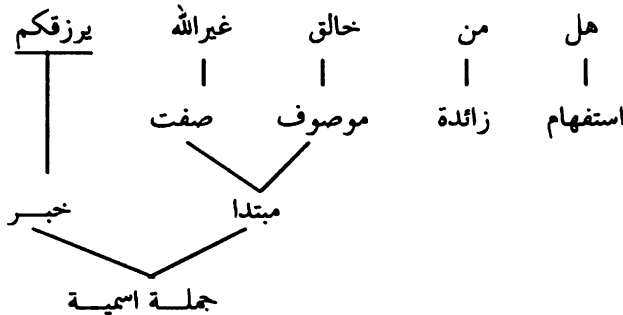 هل من خالق غيرالله يرزقكم
استفهام زائدة موصوف صفت
مبتدا خبـــر
جملـــة اسميـــة